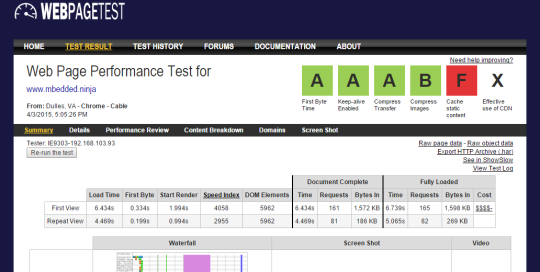 WEBPAGETEST
HOME TEST RESULT TEST HISTORY FORUMS DOCUMENTATION ABOUT
Need help improving?
Web Page Performance Test for
www.mbedded.ninja
From: Dulles, VA - Chrome - Cable
4/3/2015, 5:05:26 PM
A A A B F X
First Byte Time Keep-alive Enabled Compress Transfer Compress Images Cache static content Effective use of CDN
Summary Details Performance Review Content Breakdown Domains Screen Shot
Tester: IE9303-192.168.103.93
Re-run the test
Raw page data - Raw object data
Export HTTP Archive (.har)
See in ShowSlow
View Test Log
Document Complete Fully Loaded
Load Time First Byte Start Render Speed Index DOM Elements Time Requests Bytes In Time Requests Bytes In Cost
First View 6.434s 0.334s 1.994s 4058 5962 6.434s 161 1,572 KB 6.739s 165 1,598 KB $$$$-
Repeat View 4.469s 0.199s 0.994s 2955 5962 4.469s 81 186 KB 5.065s 82 269 KB
Waterfall Screen Shot Video